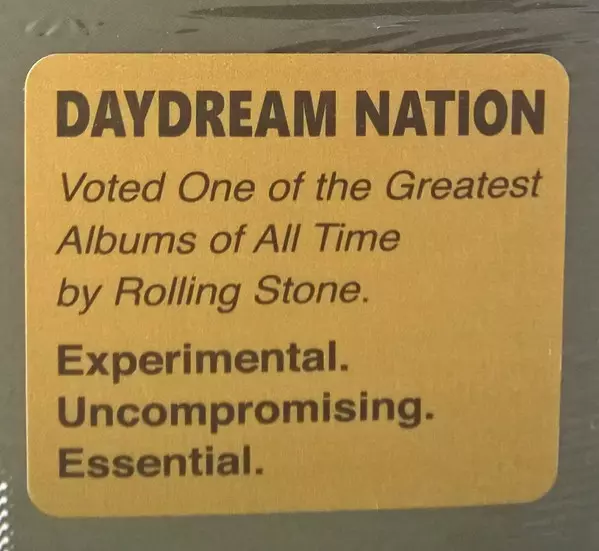 DAYDREAM NATION
Voted One of the Greatest
Albums of All Time
by Rolling Stone.
Experimental.
Uncompromising.
Essential.